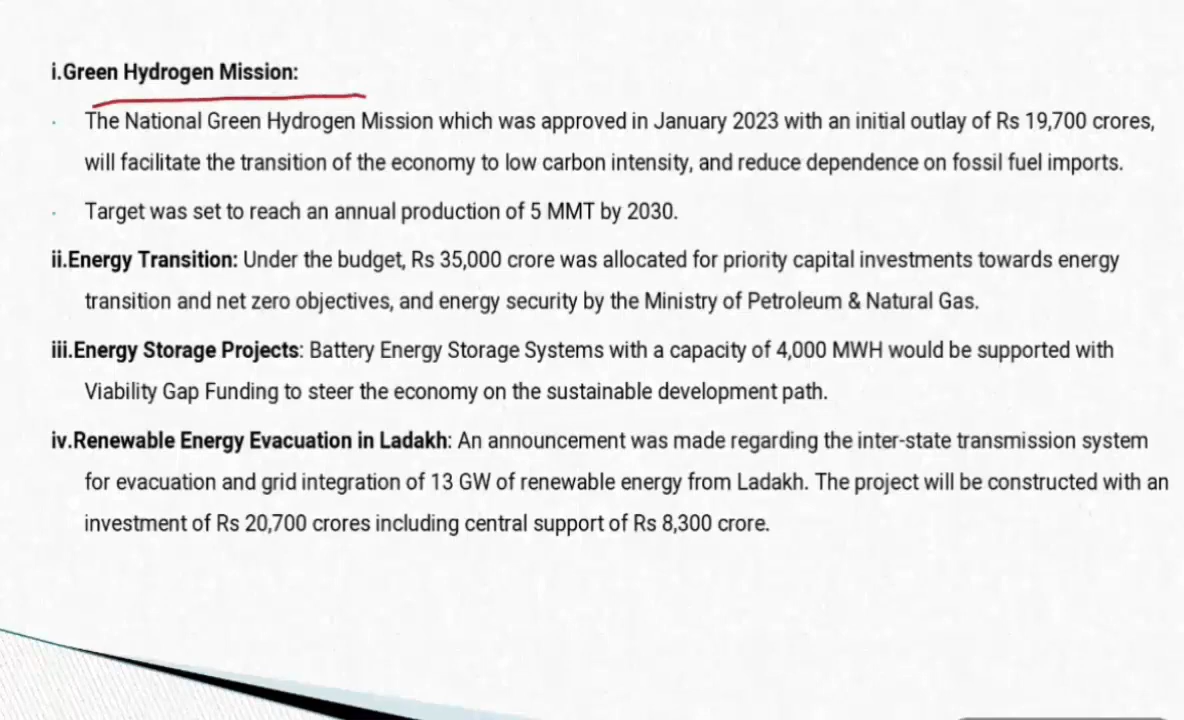 i.Green Hydrogen Mission:
· The National Green Hydrogen Mission which was approved in January 2023 with an initial outlay of Rs 19,700 crores,
will facilitate the transition of the economy to low carbon intensity, and reduce dependence on fossil fuel imports.
· Target was set to reach an annual production of 5 MMT by 2030.
ii.Energy Transition: Under the budget, Rs 35,000 crore was allocated for priority capital investments towards energy
transition and net zero objectives, and energy security by the Ministry of Petroleum & Natural Gas.
iii.Energy Storage Projects: Battery Energy Storage Systems with a capacity of 4,000 MWH would be supported with
Viability Gap Funding to steer the economy on the sustainable development path.
iv.Renewable Energy Evacuation in Ladakh: An announcement was made regarding the inter-state transmission system
for evacuation and grid integration of 13 GW of renewable energy from Ladakh. The project will be constructed with an
investment of Rs 20,700 crores including central support of Rs 8,300 crore.